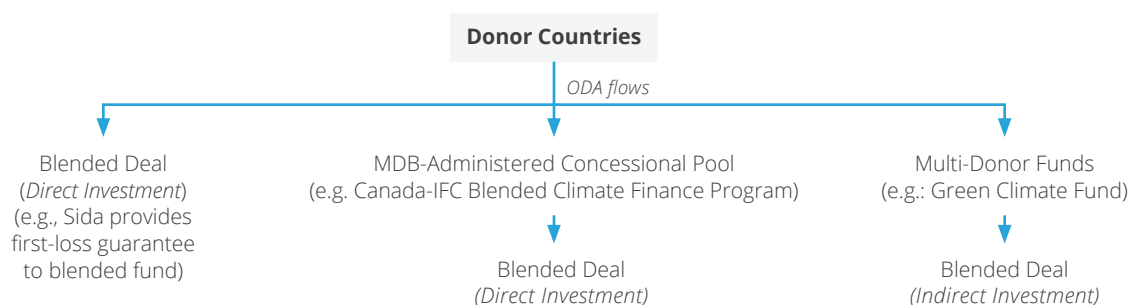 Donor Countries
ODA flows
Blended Deal
(Direct Investment)
(e.g., Sida provides
first-loss guarantee
to blended fund)
MDB-Administered Concessional Pool
(e.g. Canada-IFC Blended Climate Finance Program)
Blended Deal
(Direct Investment)
Multi-Donor Funds
(e.g.: Green Climate Fund)
Blended Deal
(Indirect Investment)